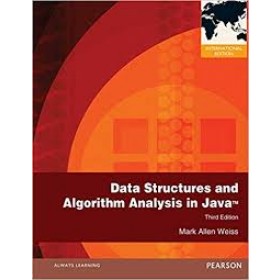 INTERNATIONAL
EDITION
Data Structures and
Algorithm Analysis in Java™
Third Edition
Mark Allen Weiss
ALWAYS LEARNING
PEARSON